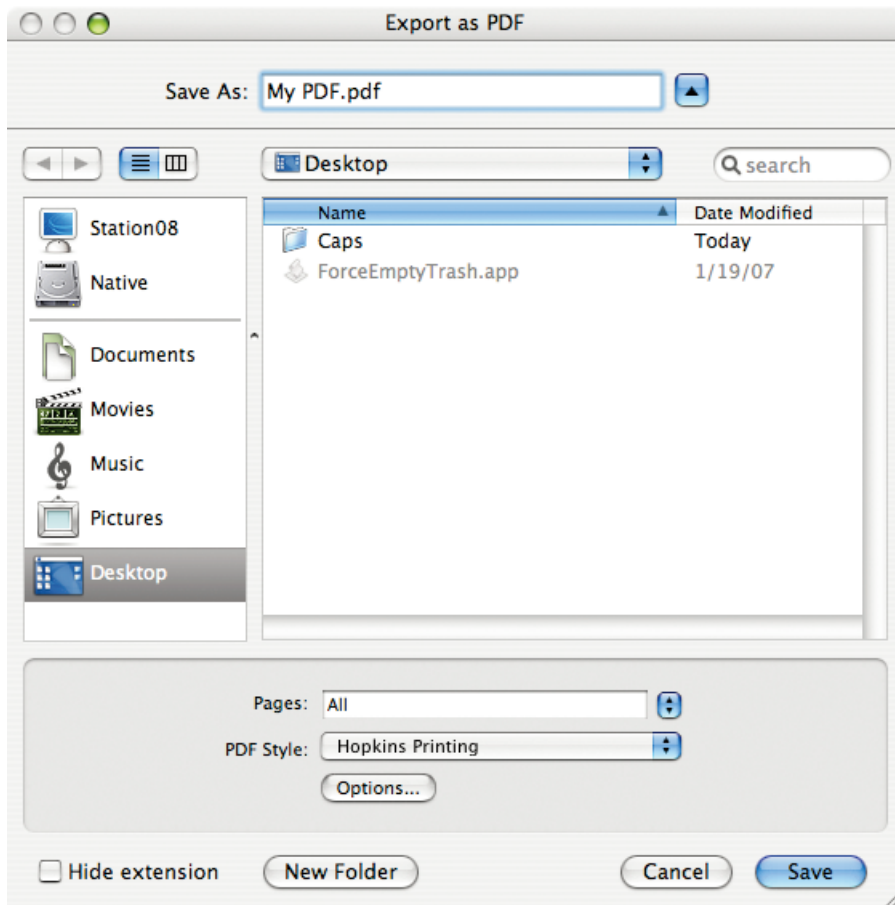 Export as PDF
Save As: My PDF.pdf
Desktop search
Name Date Modified
Station08
Caps Today
ForceEmptyTrash.app 1/19/07
Native
Documents
Movies
Music
Pictures
Desktop
Pages: All
PDF Style: Hopkins Printing
Options...
Hide extension New Folder Cancel Save